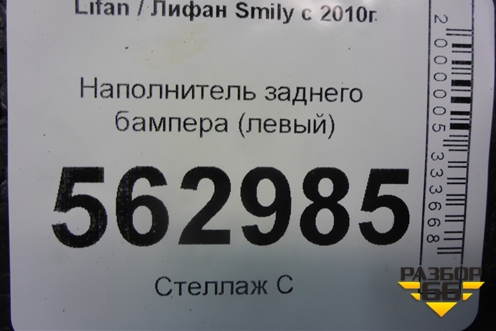 Lifan / Лифан Smily с 2010г.
Наполнитель заднего
бампера (левый)
562985
Стеллаж С
2000005333668
РАЗБОР
66